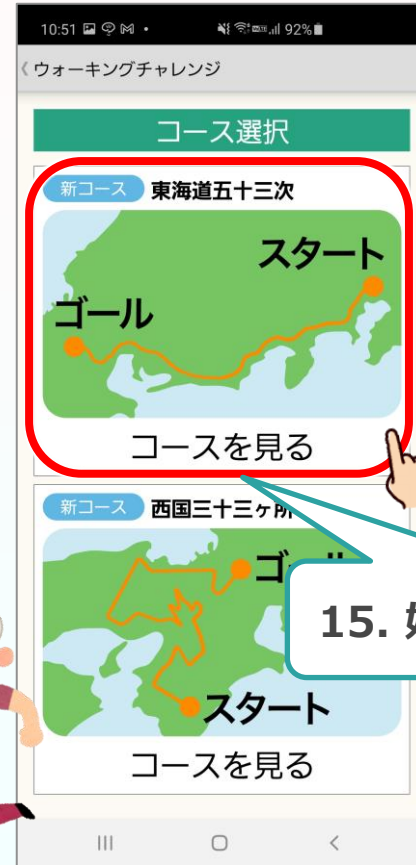 10:51 92%
ウォーキングチャレンジ
コース選択
新コース 東海道五十三次
スタート
ゴール
コースを見る
新コース 西国三十三ヶ所
ゴール
15.
スタート
コースを見る